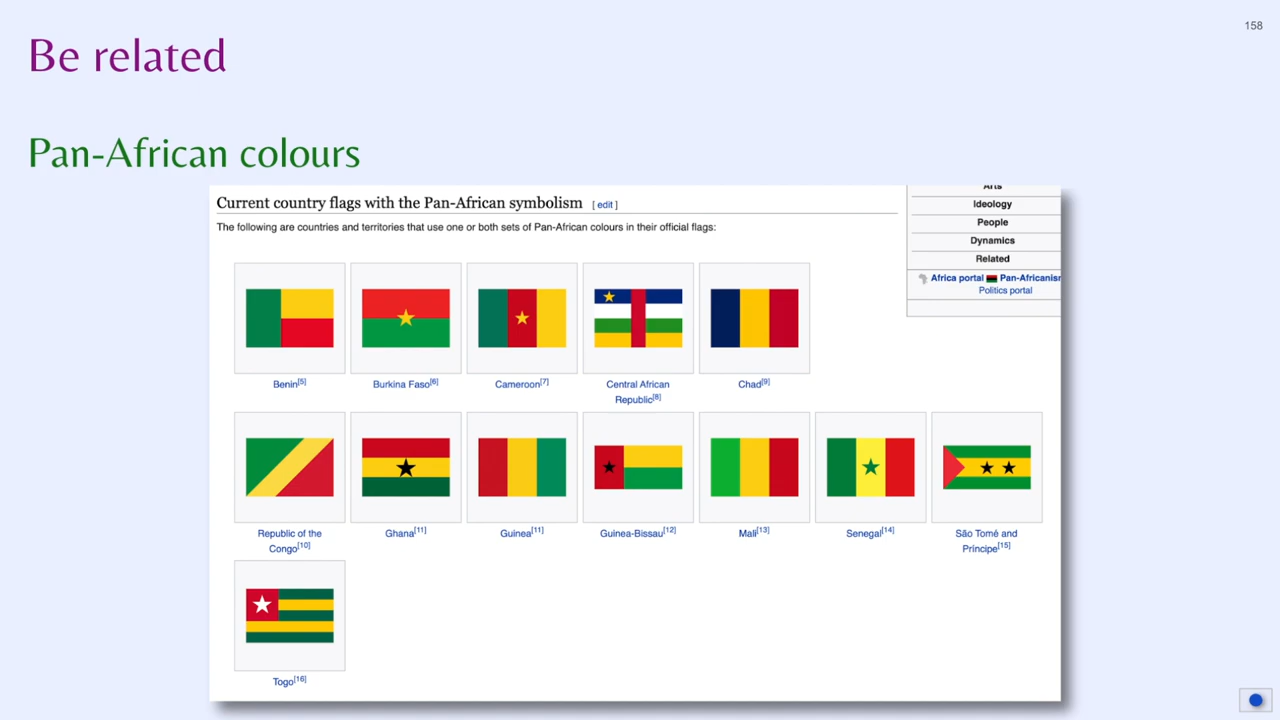 158
Be related
Pan-African colours
Current country flags with the Pan-African symbolism [ edit ]
The following are countries and territories that use one or both sets of Pan-African colours in their official flags:
Arts
Ideology
People
Dynamics
Related
Africa portal Pan-Africanism
Politics portal
Benin[5]
Burkina Faso[6]
Cameroon[7]
Central African
Republic[8]
Chad[9]
Republic of the
Congo[10]
Ghana[11]
Guinea[11]
Guinea-Bissau[12]
Mali[13]
Senegal[14]
São Tomé and
Príncipe[15]
Togo[16]